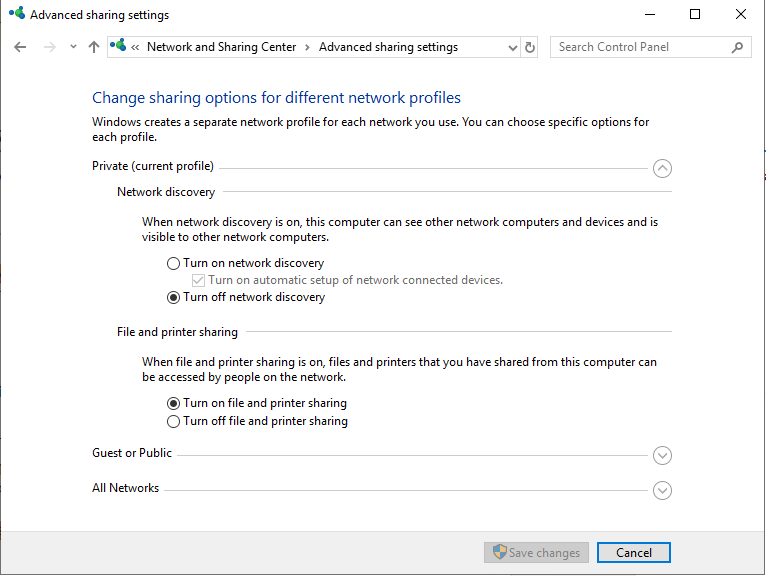 Advanced sharing settings
« Network and Sharing Center › Advanced sharing settings
Search Control Panel
Change sharing options for different network profiles
Windows creates a separate network profile for each network you use. You can choose specific options for
each profile.
Private (current profile)
Network discovery
When network discovery is on, this computer can see other network computers and devices and is
visible to other network computers.
Turn on network discovery
Turn on automatic setup of network connected devices.
Turn off network discovery
File and printer sharing
When file and printer sharing is on, files and printers that you have shared from this computer can
be accessed by people on the network.
Turn on file and printer sharing
Turn off file and printer sharing
Guest or Public
All Networks
Save changes
Cancel